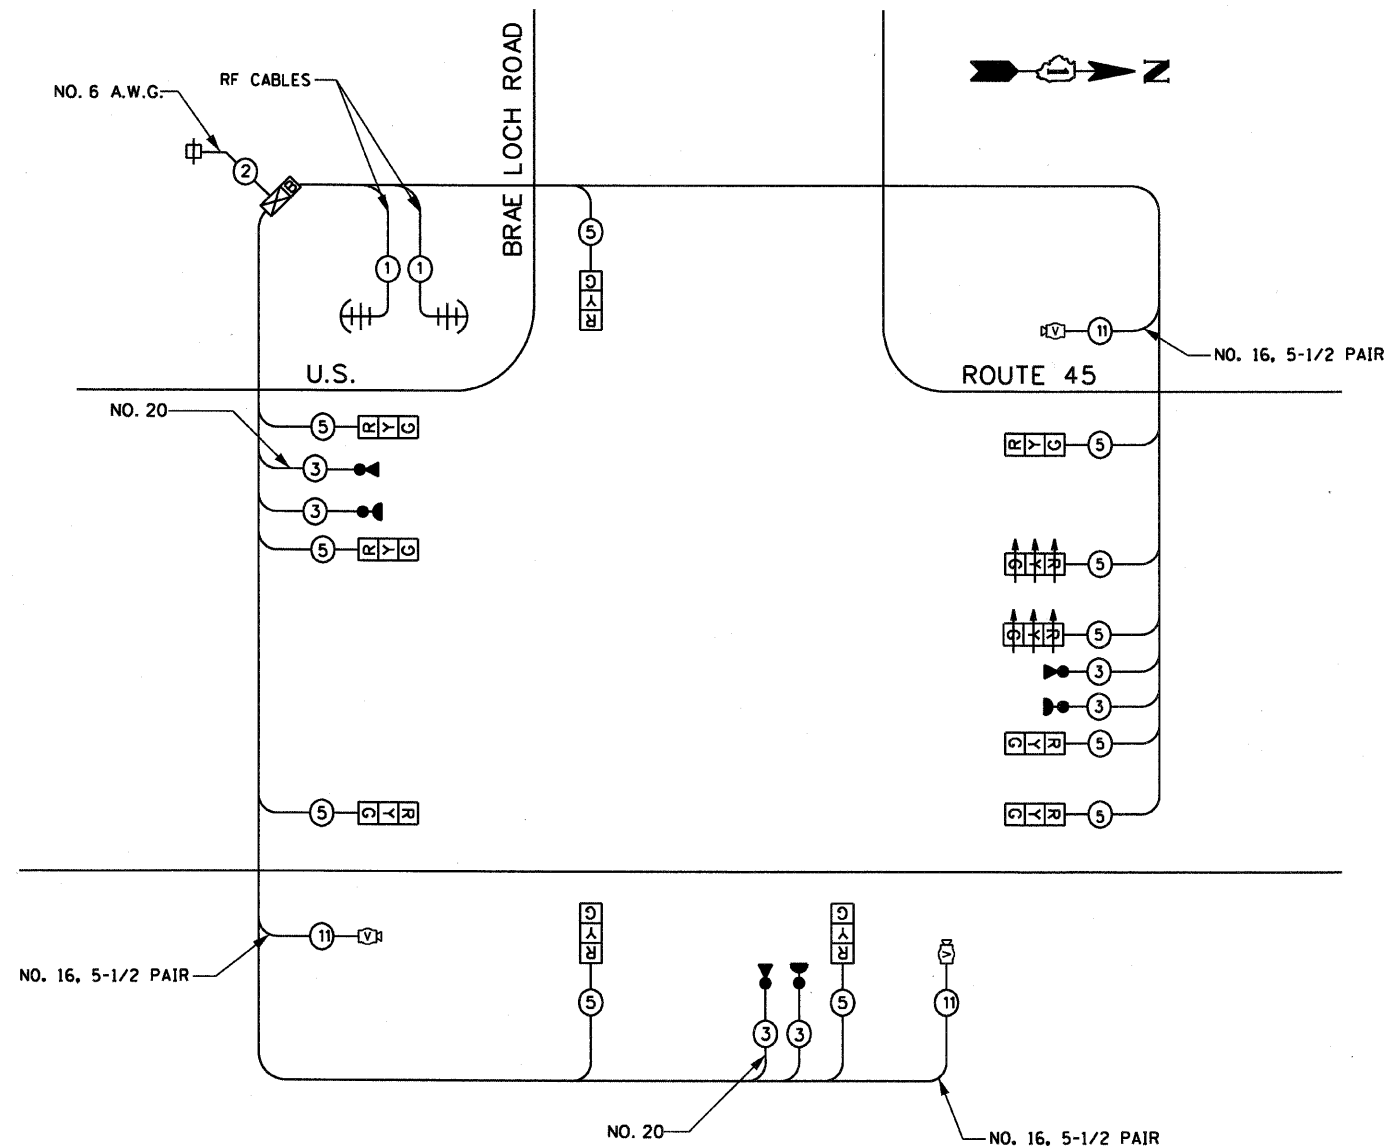 NO. 6 A.W.G.
RF CABLES
BRAE LOCH ROAD
N
2
B
5
G Y R
1
1
V
11
NO. 16, 5-1/2 PAIR
U.S.
ROUTE 45
NO. 20
5
R Y G
R Y G
5
3
3
5
R Y G
G Y R
5
G Y R
5
3
3
G Y R
5
5
G Y R
G Y R
5
11
V
G Y R
G Y R
V
NO. 16, 5-1/2 PAIR
5
5
11
3
3
NO. 20
NO. 16, 5-1/2 PAIR